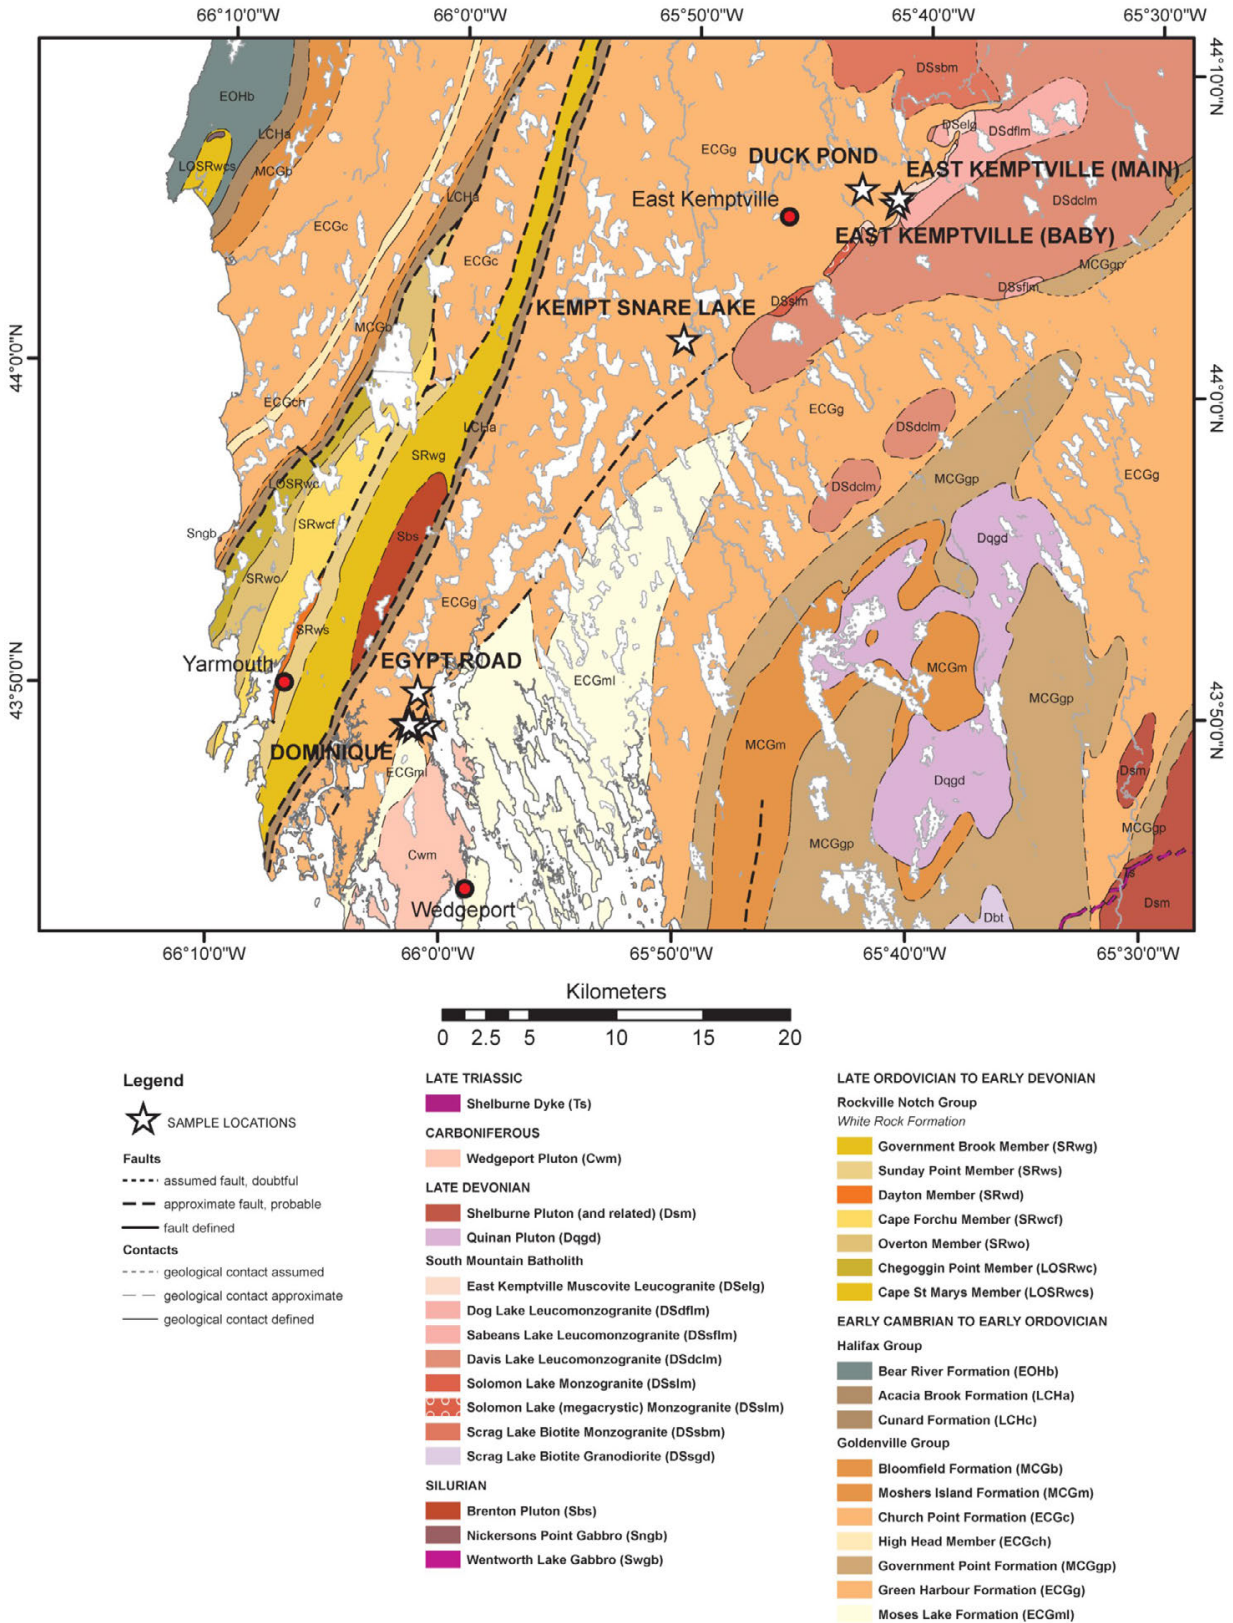 66°10'0"W 66°0'0"W 65°50'0"W 65°40'0"W 65°30'0"W
44°10'0"N
DSsbm
EOHb
DSelg
DSdflm
LCHa
ECGg
LOSRwcs
MCGb
DUCK POND
EAST KEMPTVILLE (MAIN)
LCHa
East Kemptville
DSdclm
ECGc
EAST KEMPTVILLE (BABY)
ECGc
MCGgp
DSsflm
DSslm
KEMPT SNARE LAKE
MCGb
44°0'0"N
44°0'0"N
ECGch
ECGg
LCHa
DSdclm
SRwg
ECGg
MCGgp
LOSRwc
DSdclm
SRwcf
Sngb
Sbs
Dqgd
SRwo
ECGg
SRws
Yarmouth
EGYPT ROAD
MCGm
ECGml
43°50'0"N
MCGgp
43°50'0"N
MCGm
DOMINIQUE
ECGml
Dsm
Dqgd
MCGgp
MCGgp
Cwm
Ts
Wedgeport
Dbt
Dsm
66°10'0"W 66°0'0"W 65°50'0"W 65°40'0"W 65°30'0"W
Kilometers
0 2.5 5 10 15 20
Legend
SAMPLE LOCATIONS
Faults
assumed fault, doubtful
approximate fault, probable
fault defined
Contacts
geological contact assumed
geological contact approximate
geological contact defined
LATE TRIASSIC
Shelburne Dyke (Ts)
CARBONIFEROUS
Wedgeport Pluton (Cwm)
LATE DEVONIAN
Shelburne Pluton (and related) (Dsm)
Quinan Pluton (Dqgd)
South Mountain Batholith
East Kemptville Muscovite Leucogranite (DSelg)
Dog Lake Leucomonzogranite (DSdflm)
Sabeans Lake Leucomonzogranite (DSsflm)
Davis Lake Leucomonzogranite (DSdclm)
Solomon Lake Monzogranite (DSslm)
Solomon Lake (megacrystic) Monzogranite (DSslm)
Scrag Lake Biotite Monzogranite (DSsbm)
Scrag Lake Biotite Granodiorite (DSsgd)
SILURIAN
Brenton Pluton (Sbs)
Nickersons Point Gabbro (Sngb)
Wentworth Lake Gabbro (Swgb)
LATE ORDOVICIAN TO EARLY DEVONIAN
Rockville Notch Group
White Rock Formation
Government Brook Member (SRwg)
Sunday Point Member (SRws)
Dayton Member (SRwd)
Cape Forchu Member (SRwcf)
Overton Member (SRwo)
Chegoggin Point Member (LOSRwc)
Cape St Marys Member (LOSRwcs)
EARLY CAMBRIAN TO EARLY ORDOVICIAN
Halifax Group
Bear River Formation (EOHb)
Acacia Brook Formation (LCHa)
Cunard Formation (LCHc)
Goldenville Group
Bloomfield Formation (MCGb)
Moshers Island Formation (MCGm)
Church Point Formation (ECGc)
High Head Member (ECGch)
Government Point Formation (MCGgp)
Green Harbour Formation (ECGg)
Moses Lake Formation (ECGml)